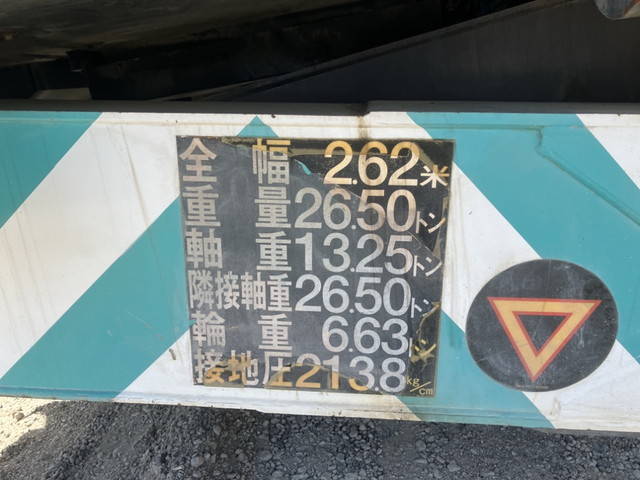 全幅 2.62米
重量 26.50トン
軸重 13.25トン
隣接軸重 26.50トン
輪重 6.63トン
接地圧 213.8kg/cm